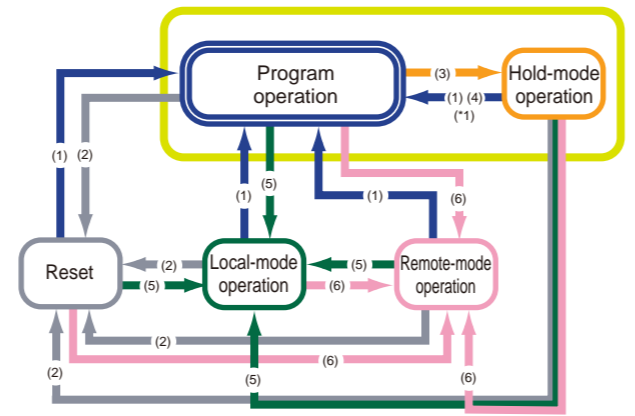 Program
operation
(3)
Hold-mode
operation
(1) (4)
(*1)
(1)
(2)
(1)
(5)
(1)
(6)
Reset
(2)
(5)
Local-mode
operation
(5)
(6)
Remote-mode
operation
(2)
(6)
(2)
(5)
(6)